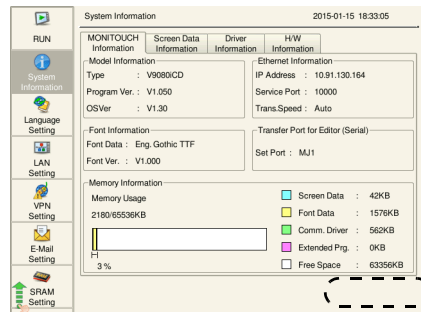 System Information
2015-01-15 18:33:05
RUN
System
Information
Language
Setting
LAN
Setting
VPN
Setting
E-Mail
Setting
SRAM
Setting
MONITOUCH
Information
Screen Data
Information
Driver
Information
H/W
Information
Model Information
Type : V9080iCD
Program Ver. : V1.050
OSVer : V1.30
Ethernet Information
IP Address : 10.91.130.164
Service Port : 10000
Trans.Speed : Auto
Font Information
Font Data : Eng. Gothic TTF
Font Ver. : V1.000
Transfer Port for Editor (Serial)
Set Port : MJ1
Memory Information
Memory Usage
2180/65536KB
3 %
Screen Data : 42KB
Font Data : 1576KB
Comm. Driver : 562KB
Extended Prg. : 0KB
Free Space : 63356KB